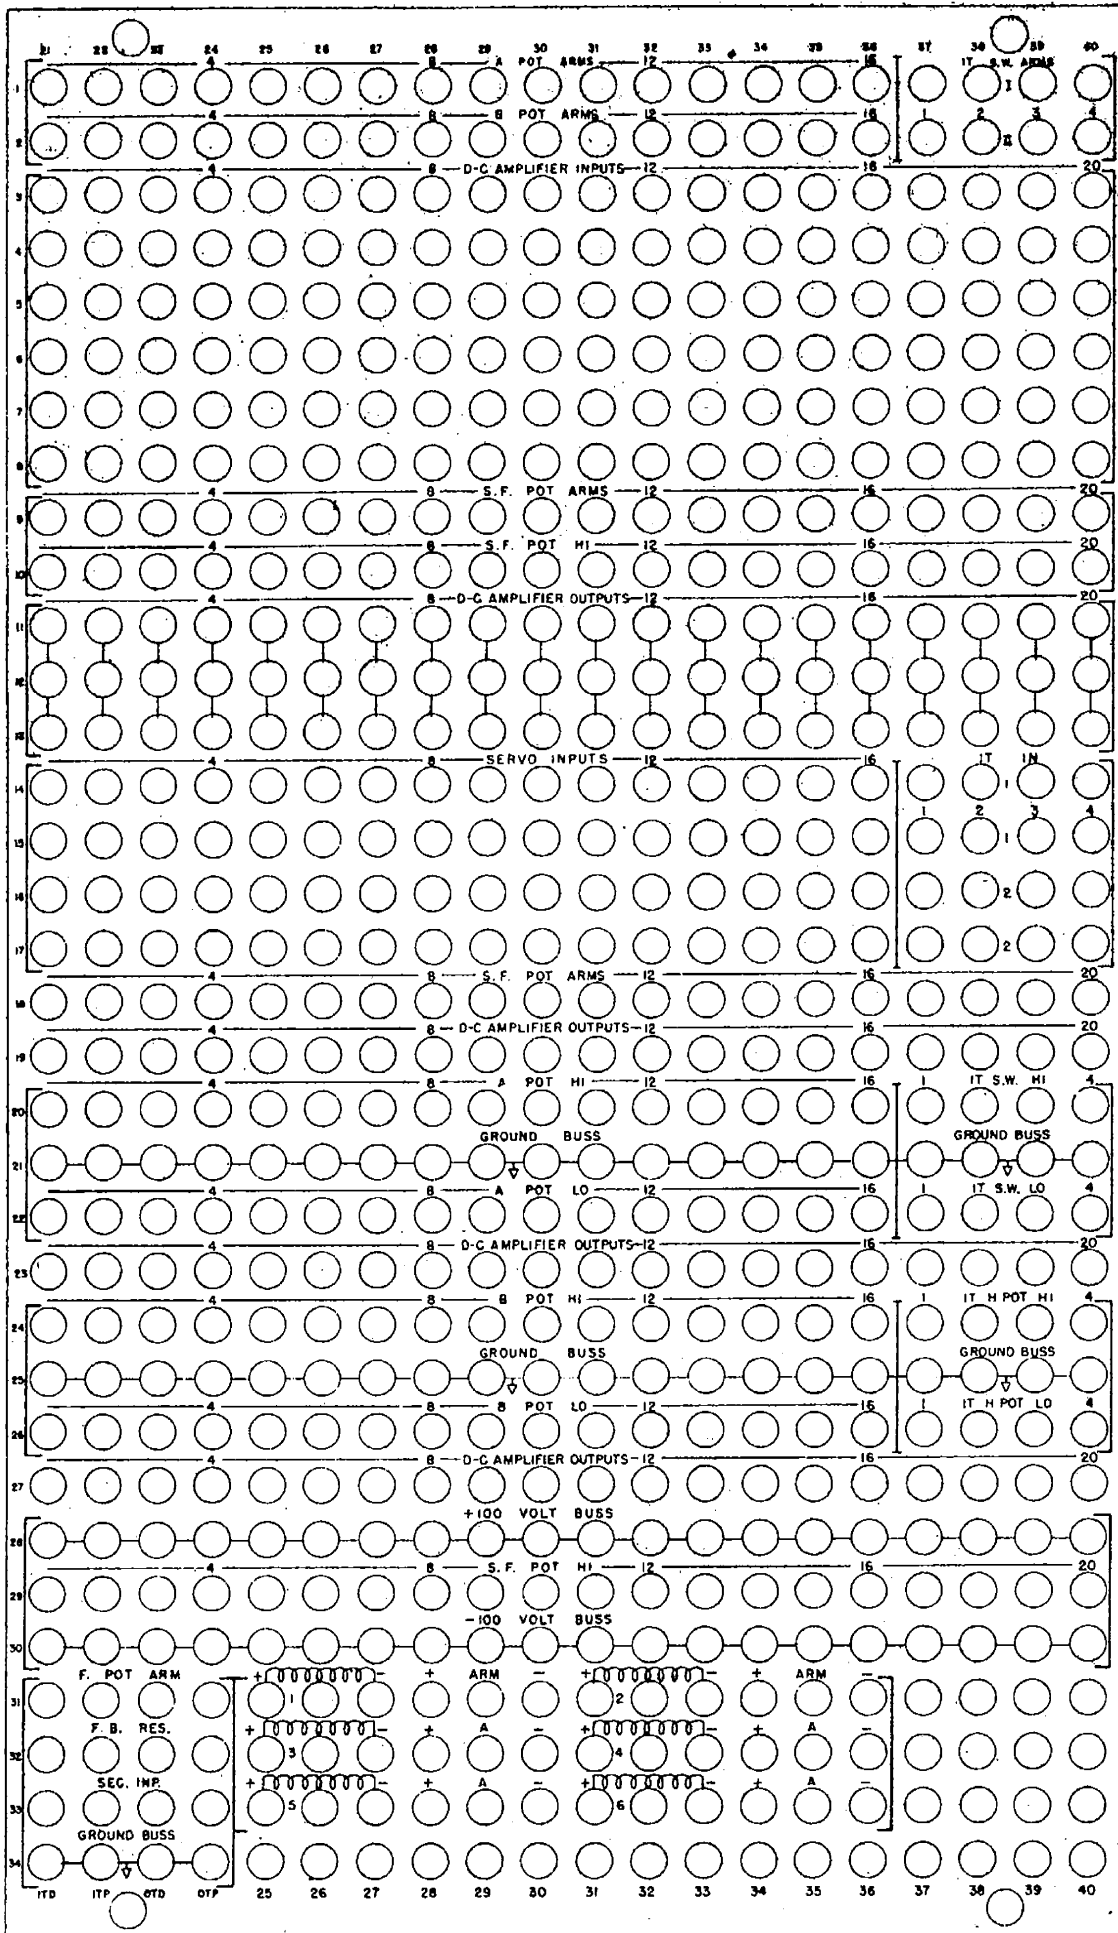 21 22 23 24 25 26 27 28 29 30 31 32 33 34 35 36 37 38 39 40
4 8 A POT ARMS 12 16 IT S.W. ARMS
1 I
4 8 B POT ARMS 12 16 1 2 3 4
2 II
4 8 D-C AMPLIFIER INPUTS 12 16 20
3
4
5
6
7
8
4 8 S.F. POT ARMS 12 16 20
9
4 8 S.F. POT HI 12 16 20
10
4 8 D-C AMPLIFIER OUTPUTS 12 16 20
11
12
13
4 8 SERVO INPUTS 12 16 IT IN
14 1
1 2 3 4
15 1
16 2
17 2
4 8 S.F. POT ARMS 12 16 20
18
4 8 D-C AMPLIFIER OUTPUTS 12 16 20
19
4 8 A POT HI 12 16 1 IT S.W. HI 4
20
GROUND BUSS GROUND BUSS
21
4 8 A POT LO 12 16 1 IT S.W. LO 4
22
4 8 D-C AMPLIFIER OUTPUTS 12 16 20
23
4 8 B POT HI 12 16 1 IT H POT HI 4
24
GROUND BUSS GROUND BUSS
25
4 8 B POT LO 12 16 1 IT H POT LO 4
26
4 8 D-C AMPLIFIER OUTPUTS 12 16 20
27
+100 VOLT BUSS
28
4 8 S.F. POT HI 12 16 20
29
-100 VOLT BUSS
30
F. POT ARM + - + ARM - + - + ARM -
31 1 2
F. B. RES. + - + A - + - + A -
32 3 4
SEC. INP. + - + A - + - + A -
33 5 6
GROUND BUSS
34
ITD ITP OTD OTP 25 26 27 28 29 30 31 32 33 34 35 36 37 38 39 40